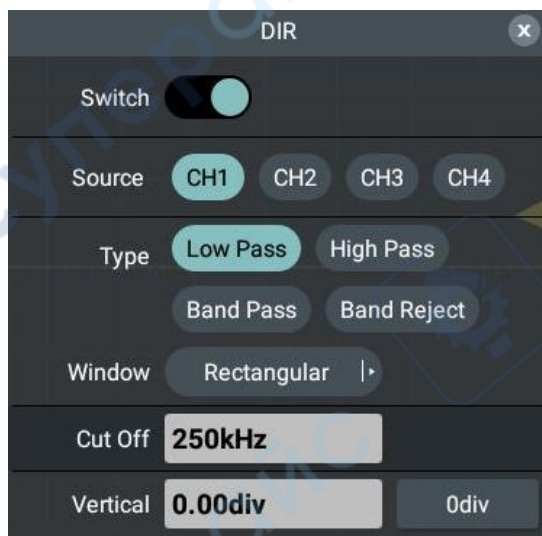 DIR
x
Switch
Source CH1 CH2 CH3 CH4
Type Low Pass High Pass
Band Pass Band Reject
Window Rectangular
Cut Off 250kHz
Vertical 0.00div 0div